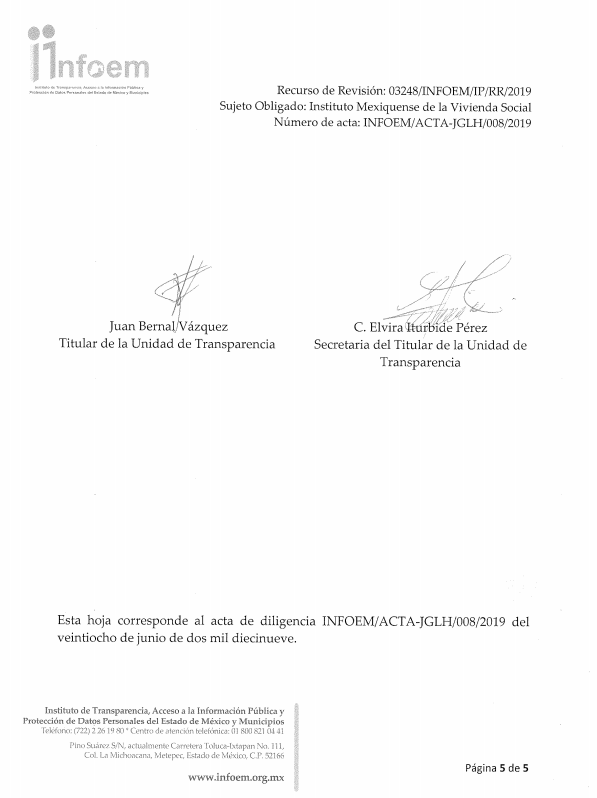 infoem
Instituto de Transparencia, Acceso a la Información Pública y
Protección de Datos Personales del Estado de México y Municipios
Recurso de Revisión: 03248/INFOEM/IP/RR/2019
Sujeto Obligado: Instituto Mexiquense de la Vivienda Social
Número de acta: INFOEM/ACTA-JGLH/008/2019
Juan Bernal Vázquez
Titular de la Unidad de Transparencia
C. Elvira Iturbide Pérez
Secretaria del Titular de la Unidad de
Transparencia
Esta hoja corresponde al acta de diligencia INFOEM/ACTA-JGLH/008/2019 del
veintiocho de junio de dos mil diecinueve.
Instituto de Transparencia, Acceso a la Información Pública y
Protección de Datos Personales del Estado de México y Municipios
Teléfono: (722) 2 26 19 80 * Centro de atención telefónica: 01 800 821 04 41
Pino Suárez S/N, actualmente Carretera Toluca-Ixtapan No. 111,
Col. La Michoacana, Metepec, Estado de México, C.P. 52166
www.infoem.org.mx
Página 5 de 5